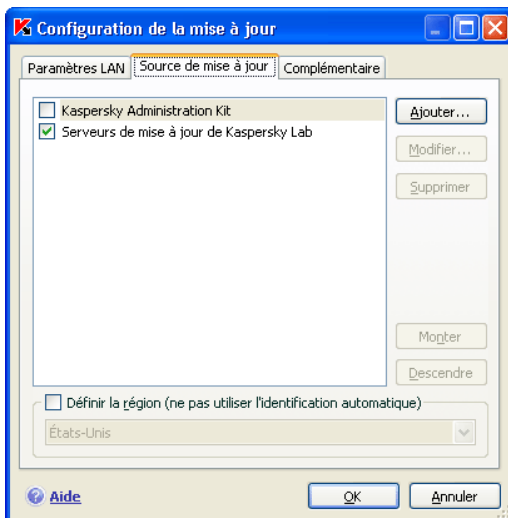 Configuration de la mise à jour
Paramètres LAN Source de mise à jour Complémentaire
Kaspersky Administration Kit
Serveurs de mise à jour de Kaspersky Lab
Ajouter...
Modifier...
Supprimer
Monter
Descendre
Définir la région (ne pas utiliser l'identification automatique)
États-Unis
Aide OK Annuler